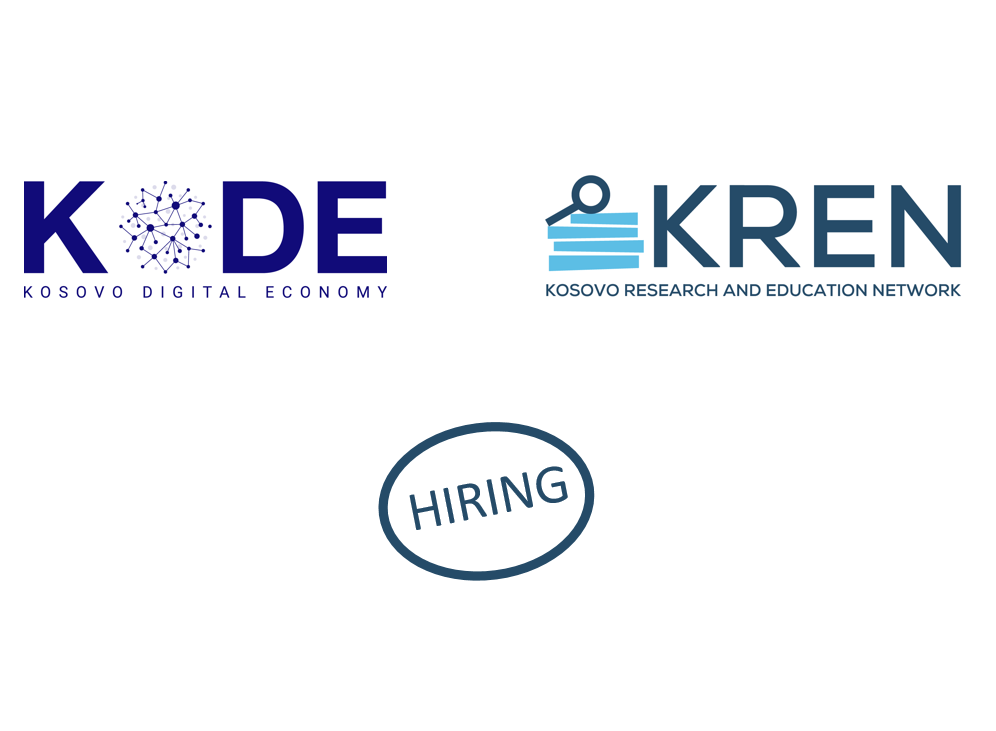 KODE
KOSOVO DIGITAL ECONOMY
KREN
KOSOVO RESEARCH AND EDUCATION NETWORK
HIRING